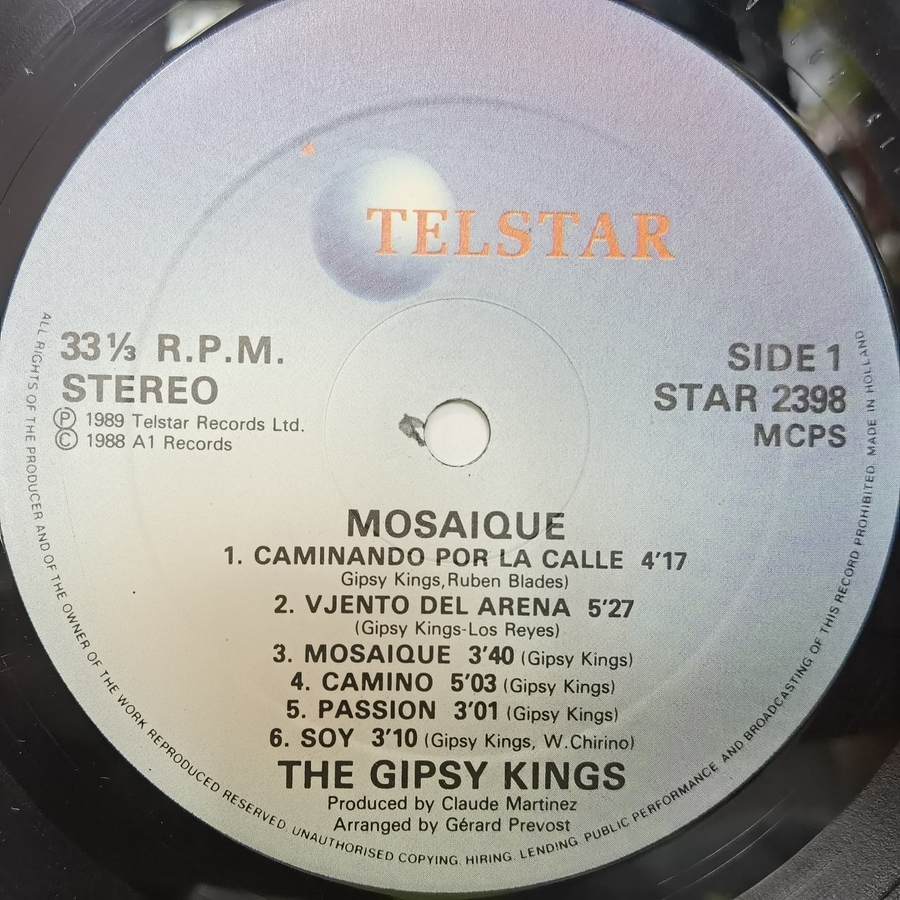 TELSTAR
33⅓ R.P.M.
STEREO
Ⓟ 1989 Telstar Records Ltd.
© 1988 A1 Records
SIDE 1
STAR 2398
MCPS
MOSAIQUE
1. CAMINANDO POR LA CALLE 4'17
Gipsy Kings,Ruben Blades)
2. VJENTO DEL ARENA 5'27
(Gipsy Kings-Los Reyes)
3. MOSAIQUE 3'40 (Gipsy Kings)
4. CAMINO 5'03 (Gipsy Kings)
5. PASSION 3'01 (Gipsy Kings)
6. SOY 3'10 (Gipsy Kings, W.Chirino)
THE GIPSY KINGS
Produced by Claude Martinez
Arranged by Gérard Prevost
ALL RIGHTS OF THE PRODUCER AND OF THE OWNER OF THE WORK REPRODUCED RESERVED. UNAUTHORISED COPYING, HIRING, LENDING, PUBLIC PERFORMANCE AND BROADCASTING OF THIS RECORD PROHIBITED. MADE IN HOLLAND